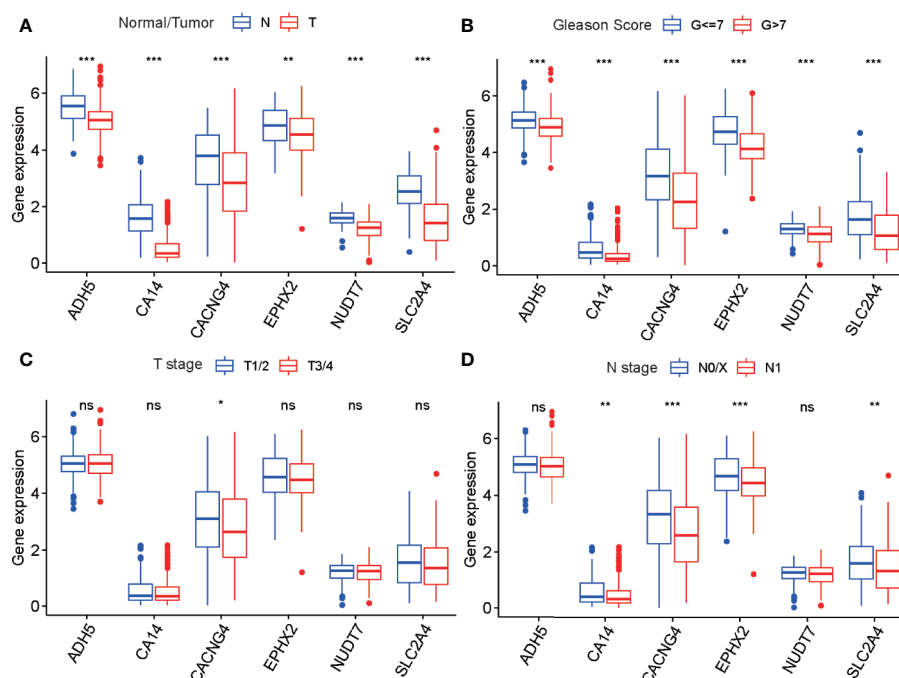 A
Normal/Tumor N T
*** *** *** ** *** ***
Gene expression
6
4
2
0
ADH5 CA14 CACNG4 EPHX2 NUDT7 SLC2A4
B
Gleason Score G<=7 G>7
*** *** *** *** *** ***
Gene expression
6
4
2
0
ADH5 CA14 CACNG4 EPHX2 NUDT7 SLC2A4
C
T stage T1/2 T3/4
ns ns * ns ns ns
Gene expression
6
4
2
0
ADH5 CA14 CACNG4 EPHX2 NUDT7 SLC2A4
D
N stage N0/X N1
ns ** *** *** ns **
Gene expression
6
4
2
0
ADH5 CA14 CACNG4 EPHX2 NUDT7 SLC2A4